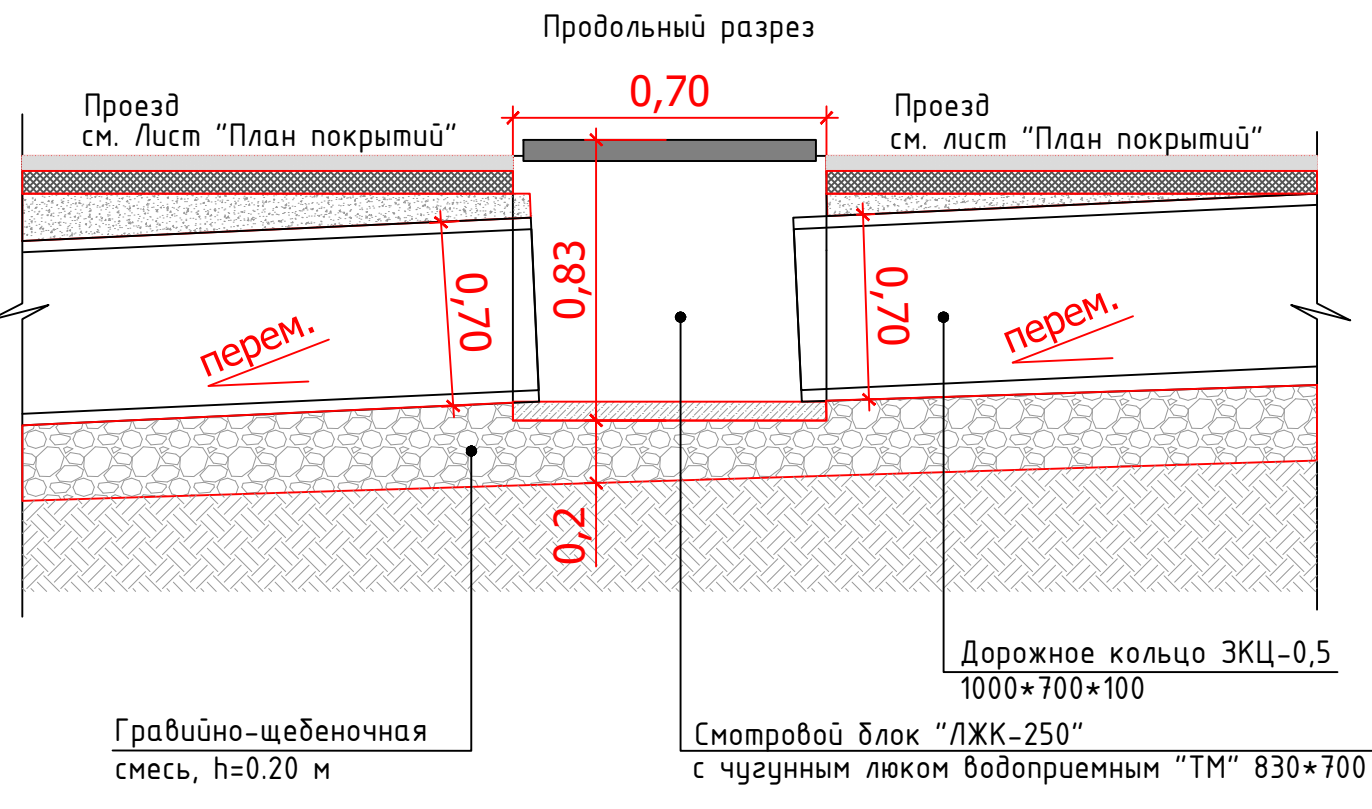 Продольный разрез
0,70
Проезд
см. Лист "План покрытий"
Проезд
см. лист "План покрытий"
0,83
0,70
0,70
перем.
перем.
0,2
Дорожное кольцо ЗКЦ-0,5
1000*700*100
Гравийно-щебеночная
смесь, h=0.20 м
Смотровой блок "ЛЖК-250"
с чугунным люком водоприемным "ТМ" 830*700